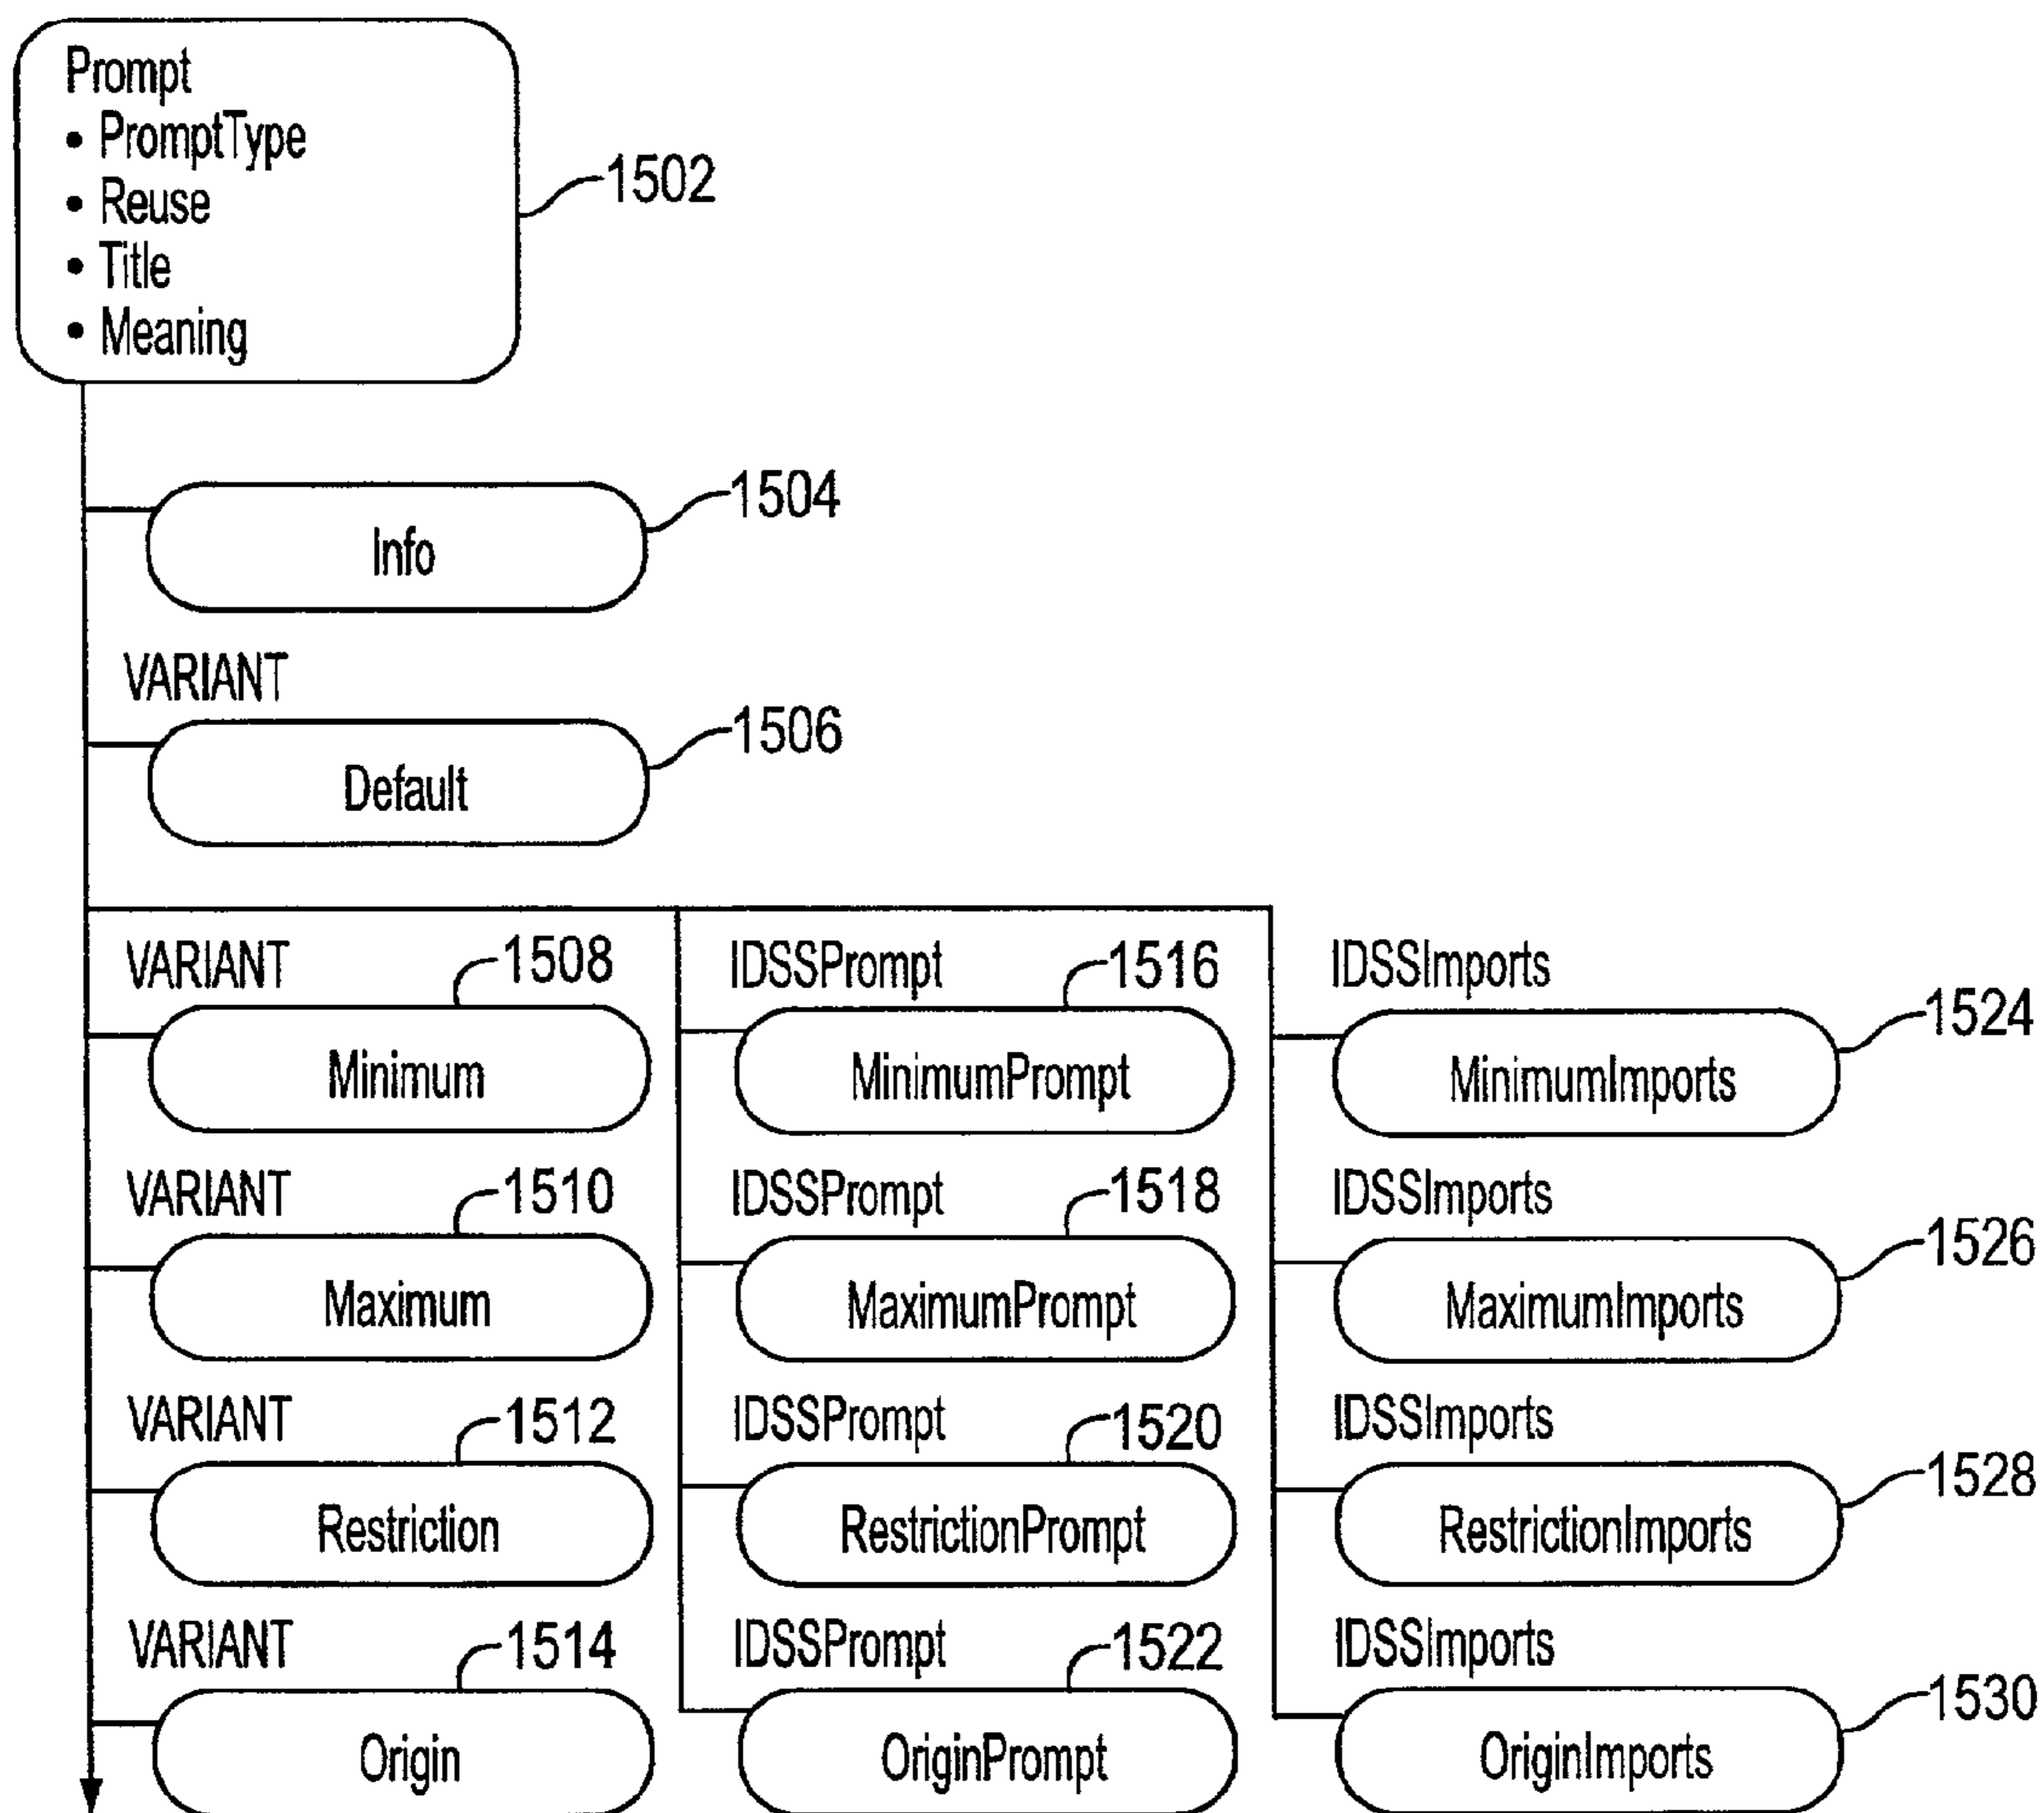 Prompt
• PromptType
• Reuse
• Title
• Meaning
1502
1504
Info
VARIANT
1506
Default
VARIANT
1508
IDSSPrompt
1516
IDSSImports
1524
Minimum
MinimumPrompt
MinimumImports
VARIANT
1510
IDSSPrompt
1518
IDSSImports
1526
Maximum
MaximumPrompt
MaximumImports
VARIANT
1512
IDSSPrompt
1520
IDSSImports
1528
Restriction
RestrictionPrompt
RestrictionImports
VARIANT
1514
IDSSPrompt
1522
IDSSImports
1530
Origin
OriginPrompt
OriginImports